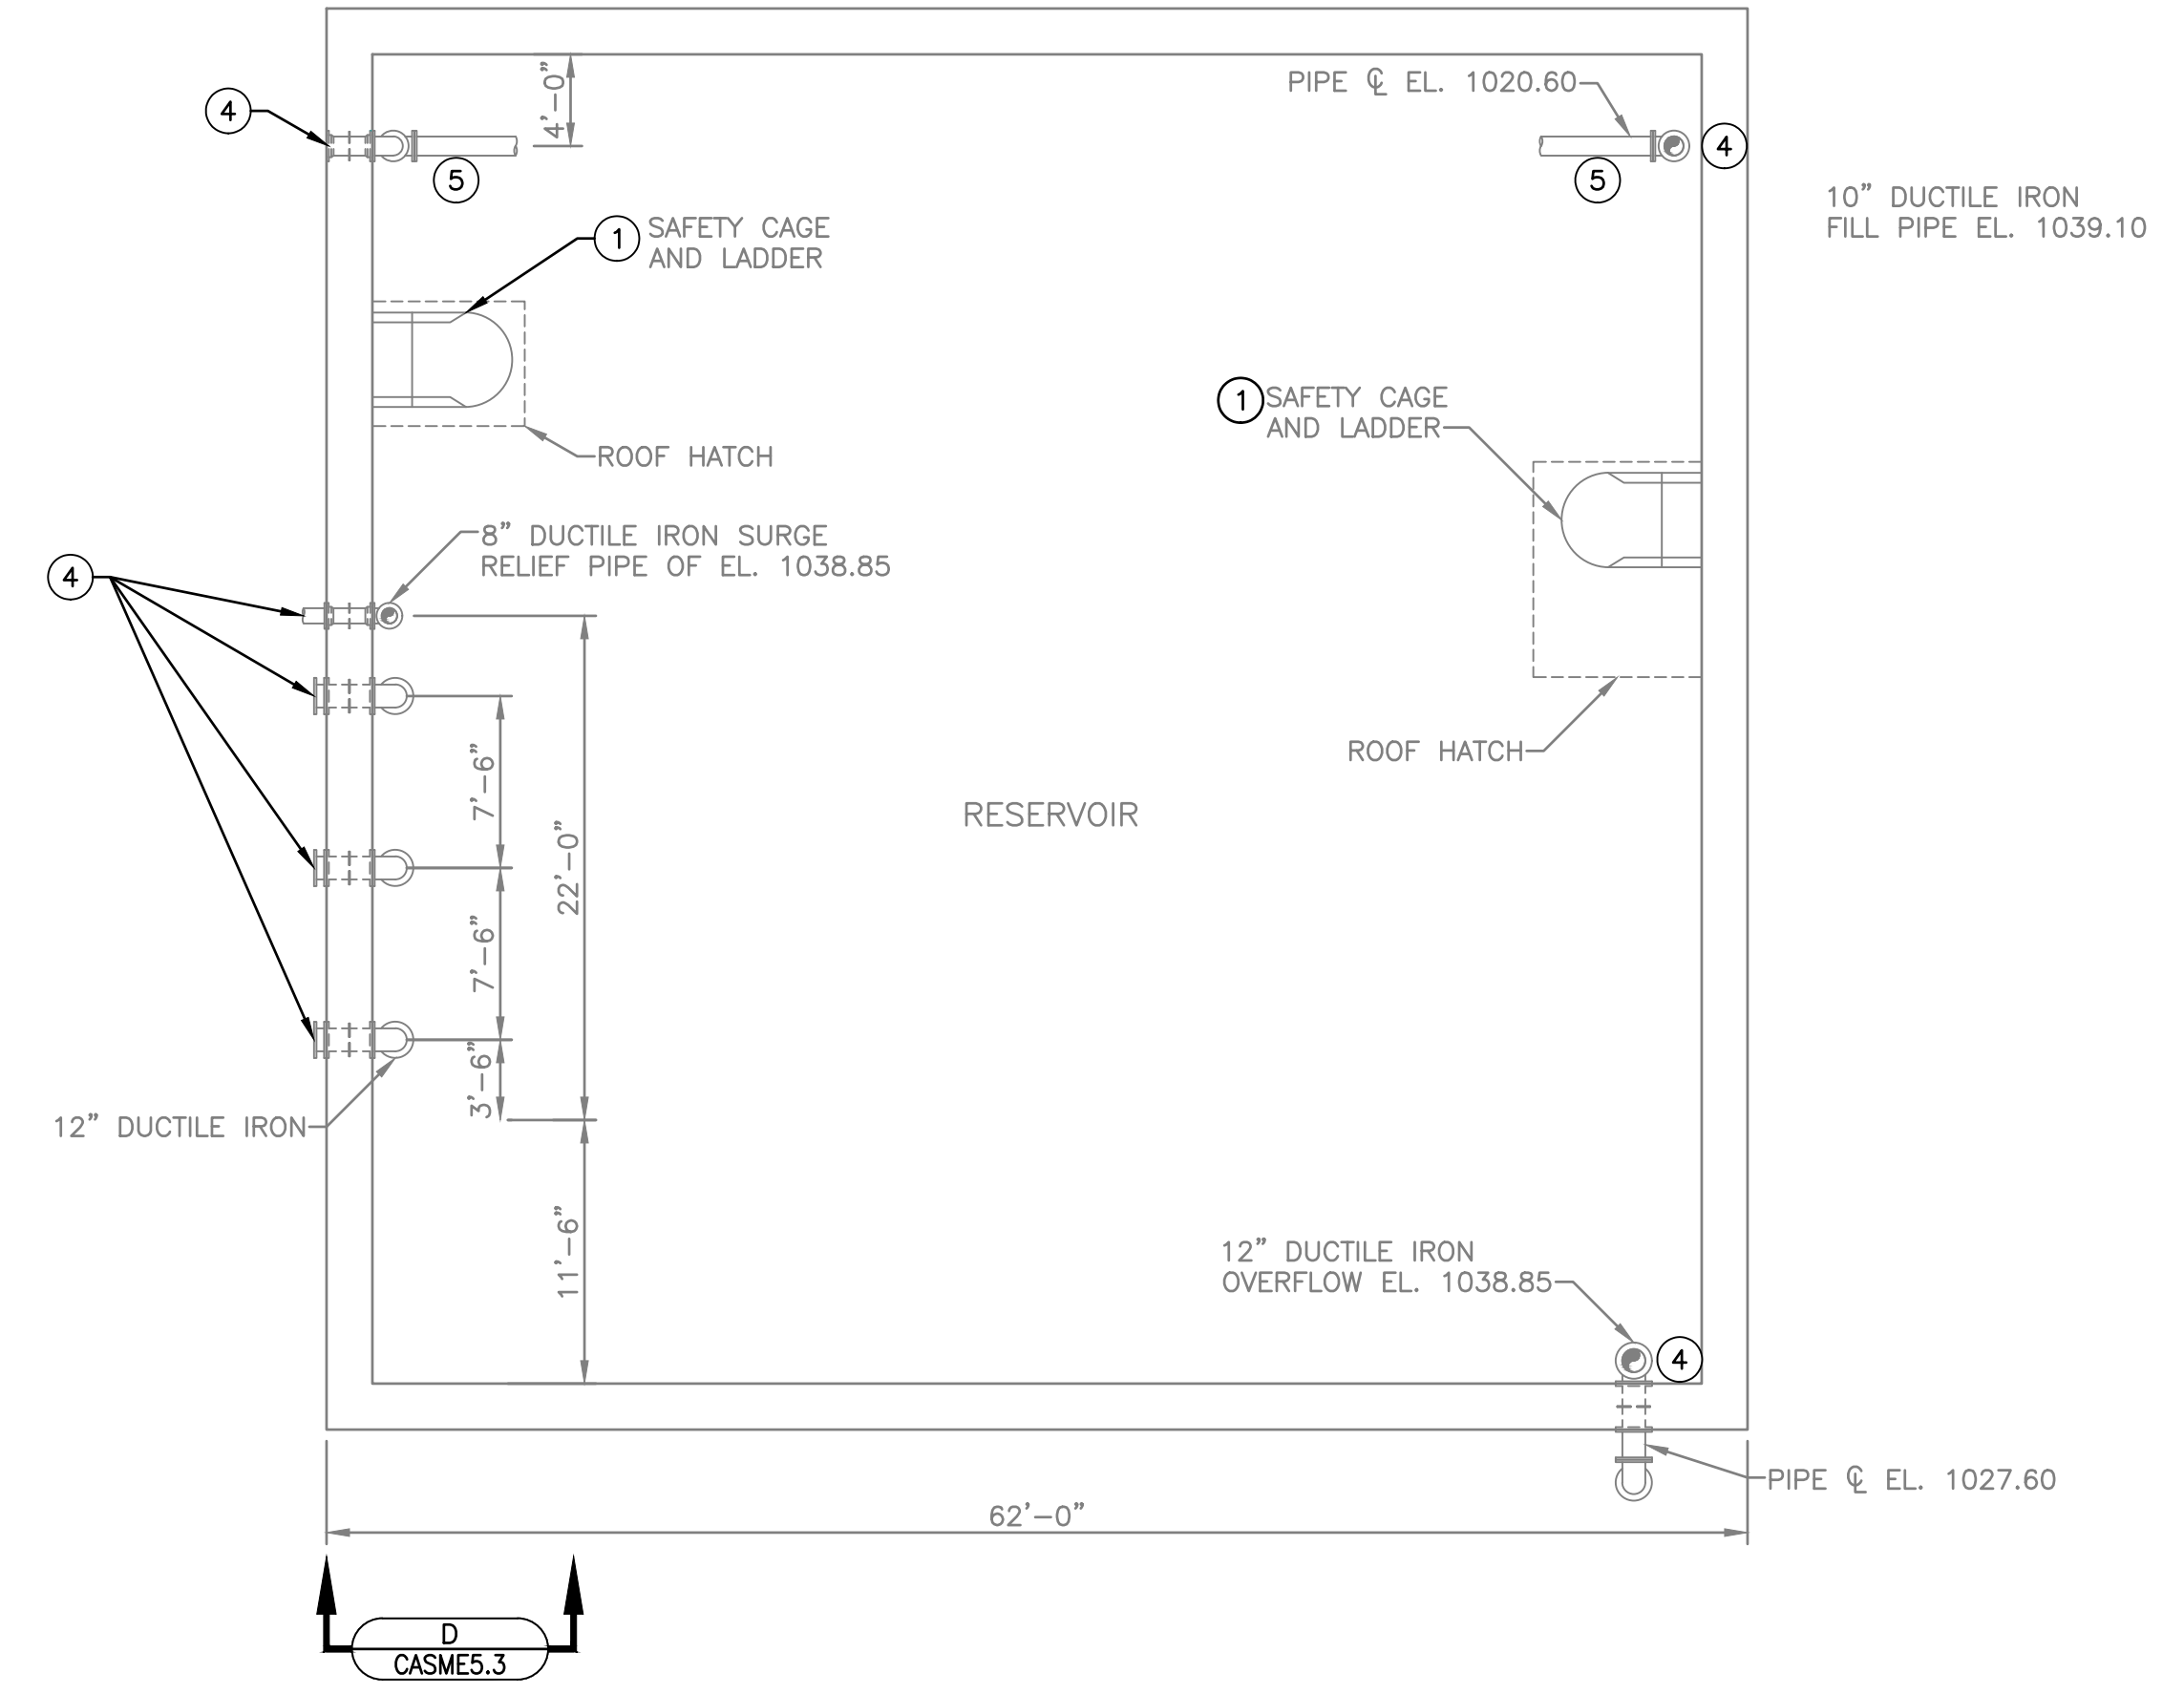 4'-0"
PIPE ℄ EL. 1020.60
4
4
5
5
10" DUCTILE IRON
FILL PIPE EL. 1039.10
1
SAFETY CAGE
AND LADDER
1
SAFETY CAGE
AND LADDER
ROOF HATCH
8" DUCTILE IRON SURGE
RELIEF PIPE OF EL. 1038.85
4
ROOF HATCH
7'-6"
22'-0"
RESERVOIR
7'-6"
3'-6"
12" DUCTILE IRON
11'-6"
12" DUCTILE IRON
OVERFLOW EL. 1038.85
4
PIPE ℄ EL. 1027.60
62'-0"
D
CASME5.3